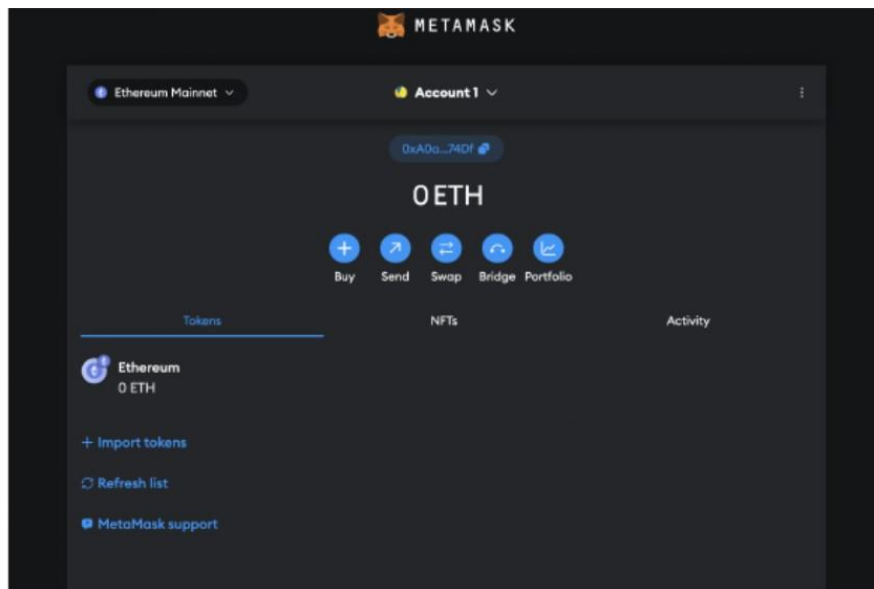 METAMASK
Ethereum Mainnet
Account 1
0xA0a...74Df
0 ETH
Buy Send Swap Bridge Portfolio
Tokens NFTs Activity
Ethereum
0 ETH
+ Import tokens
Refresh list
MetaMask support